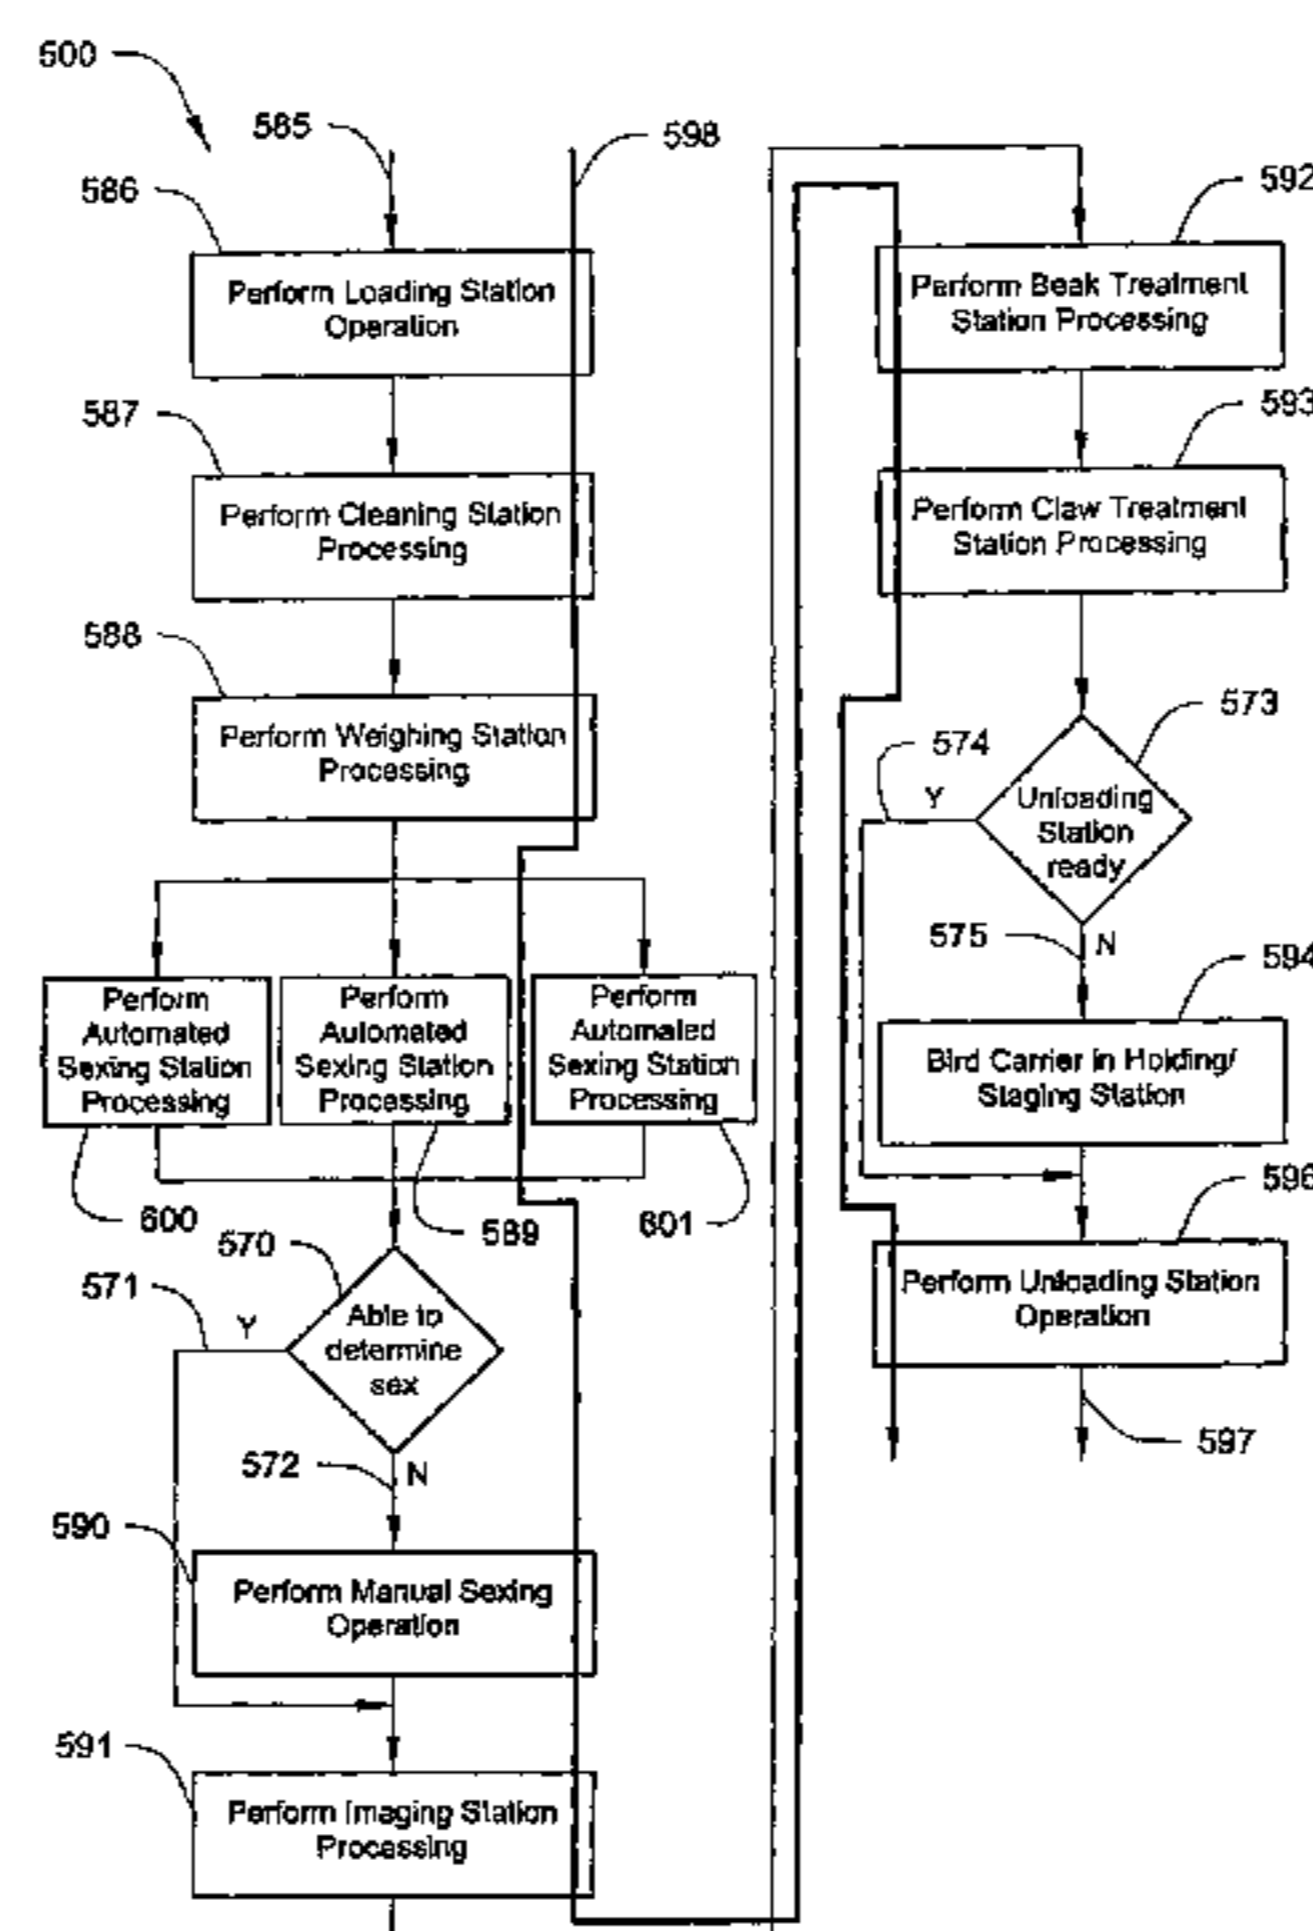 500
585
598
586
Perform Loading Station
Operation
587
Perform Cleaning Station
Processing
588
Perform Weighing Station
Processing
Perform
Automated
Sexing Station
Processing
Perform
Automated
Sexing Station
Processing
Perform
Automated
Sexing Station
Processing
600
589
601
570
571
Y
Able to
determine
sex
572
N
590
Perform Manual Sexing
Operation
591
Perform Imaging Station
Processing
592
Perform Beak Treatment
Station Processing
593
Perform Claw Treatment
Station Processing
573
574
Y
Unloading
Station
ready
575
N
594
Bird Carrier in Holding/
Staging Station
596
Perform Unloading Station
Operation
597